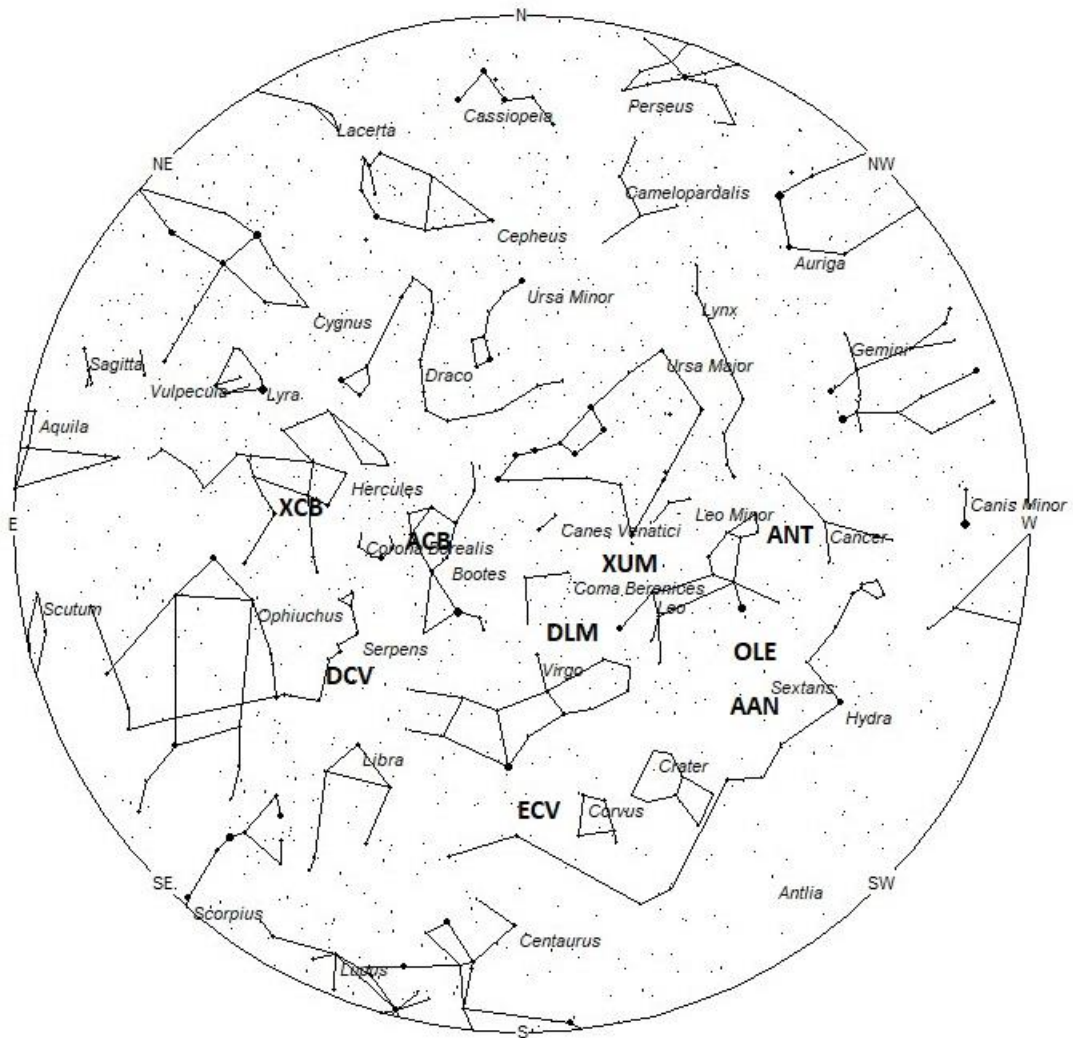 N
Cassiopeia
Perseus
Lacerta
NE
NW
Camelopardalis
Cepheus
Auriga
Ursa Minor
Lynx
Cygnus
Gemini
Sagitta
Ursa Major
Draco
Vulpecula
Lyra
Aquila
Hercules
XCB
Canis Minor
Leo Minor
E
W
Canes Venatici
ANT
Cancer
ACB
Corona Borealis
XUM
Bootes
Coma Berenices
Leo
Scutum
Ophiuchus
DLM
Serpens
OLE
Virgo
DCV
Sextans
AAN
Hydra
Libra
Crater
ECV
Corvus
SE
SW
Antlia
Scorpius
Centaurus
Lupus
S